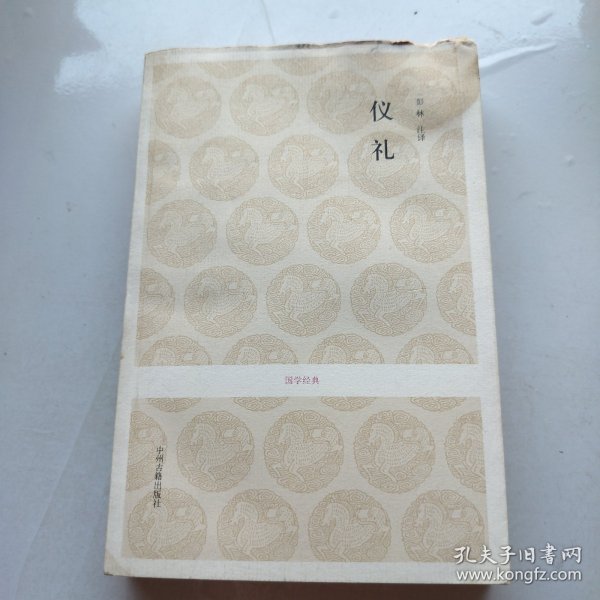 仪礼
彭林 注译
国学经典
中州古籍出版社
孔夫子旧书网
www.kongfz.com